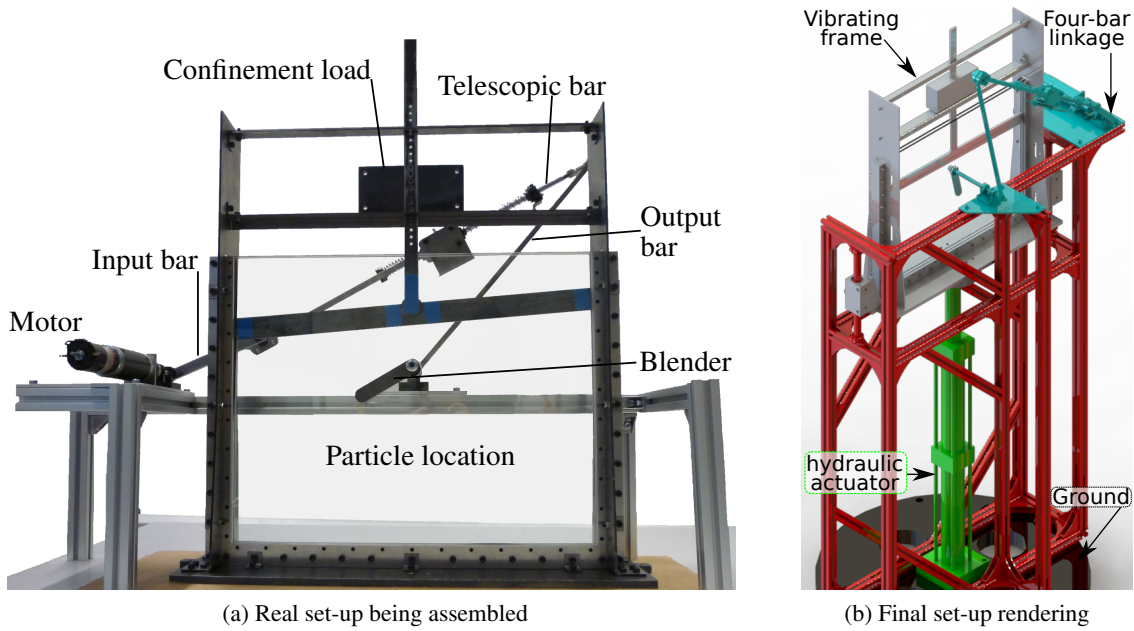 Confinement load
Telescopic bar
Output
bar
Input bar
Motor
Blender
Particle location
(a) Real set-up being assembled
Vibrating
frame
Four-bar
linkage
hydraulic
actuator
Ground
(b) Final set-up rendering